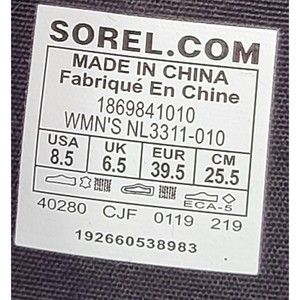 SOREL.COM
MADE IN CHINA
Fabriqué En Chine
1869841010
WMN'S NL3311-010
USA UK EUR CM
8.5 6.5 39.5 25.5
ECA-5
40280 CJF 0119 219
192660538983